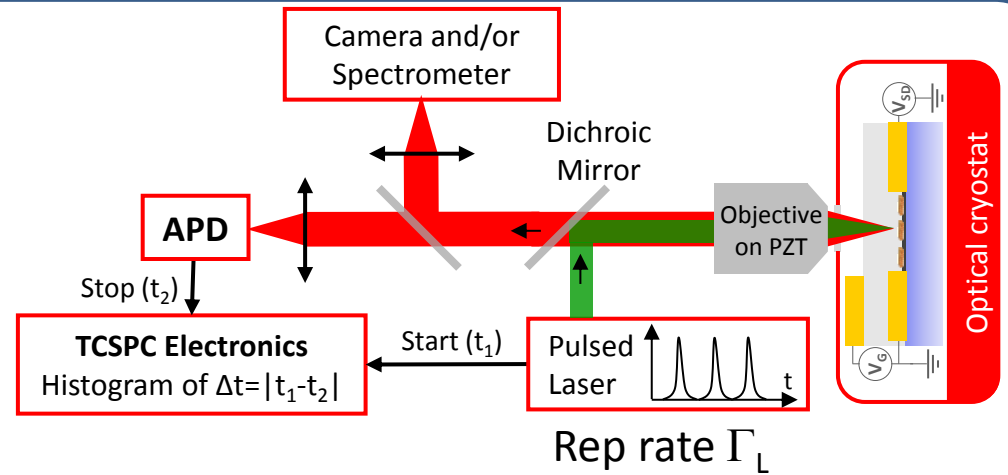 Camera and/or
Spectrometer
Dichroic
Mirror
APD
Objective
on PZT
Optical cryostat
V_SD
V_G
Stop (t₂)
Start (t₁)
TCSPC Electronics
Histogram of Δt=|t₁-t₂|
Pulsed
Laser
t
Rep rate Γ_L